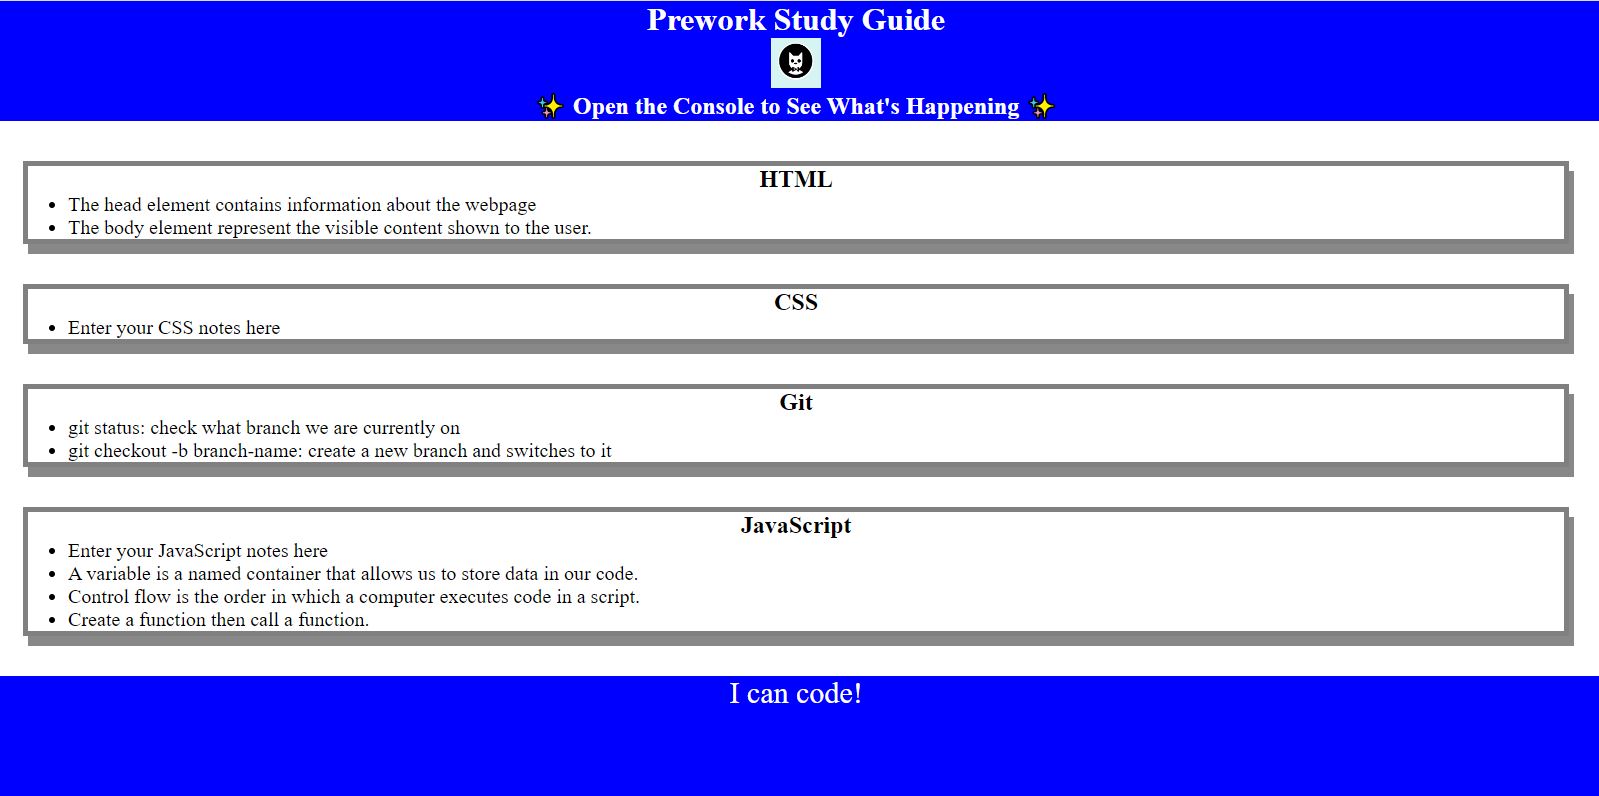 Prework Study Guide
✨ Open the Console to See What's Happening ✨
HTML
• The head element contains information about the webpage
• The body element represent the visible content shown to the user.
CSS
• Enter your CSS notes here
Git
• git status: check what branch we are currently on
• git checkout -b branch-name: create a new branch and switches to it
JavaScript
• Enter your JavaScript notes here
• A variable is a named container that allows us to store data in our code.
• Control flow is the order in which a computer executes code in a script.
• Create a function then call a function.
I can code!